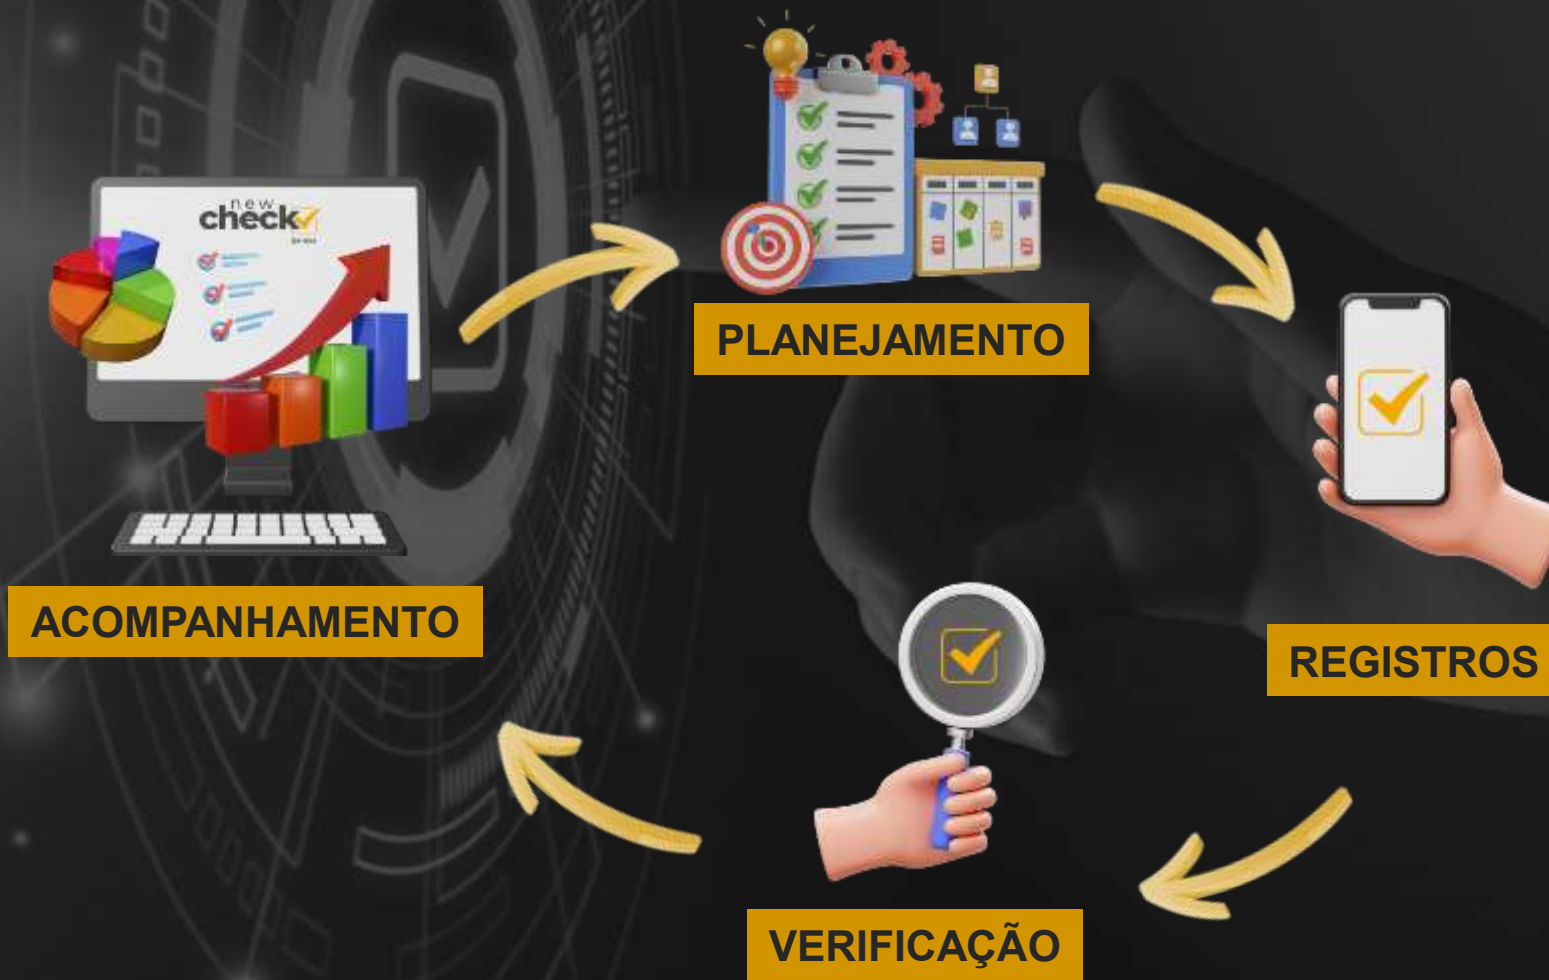 new
check
PLANEJAMENTO
ACOMPANHAMENTO
REGISTROS
VERIFICAÇÃO